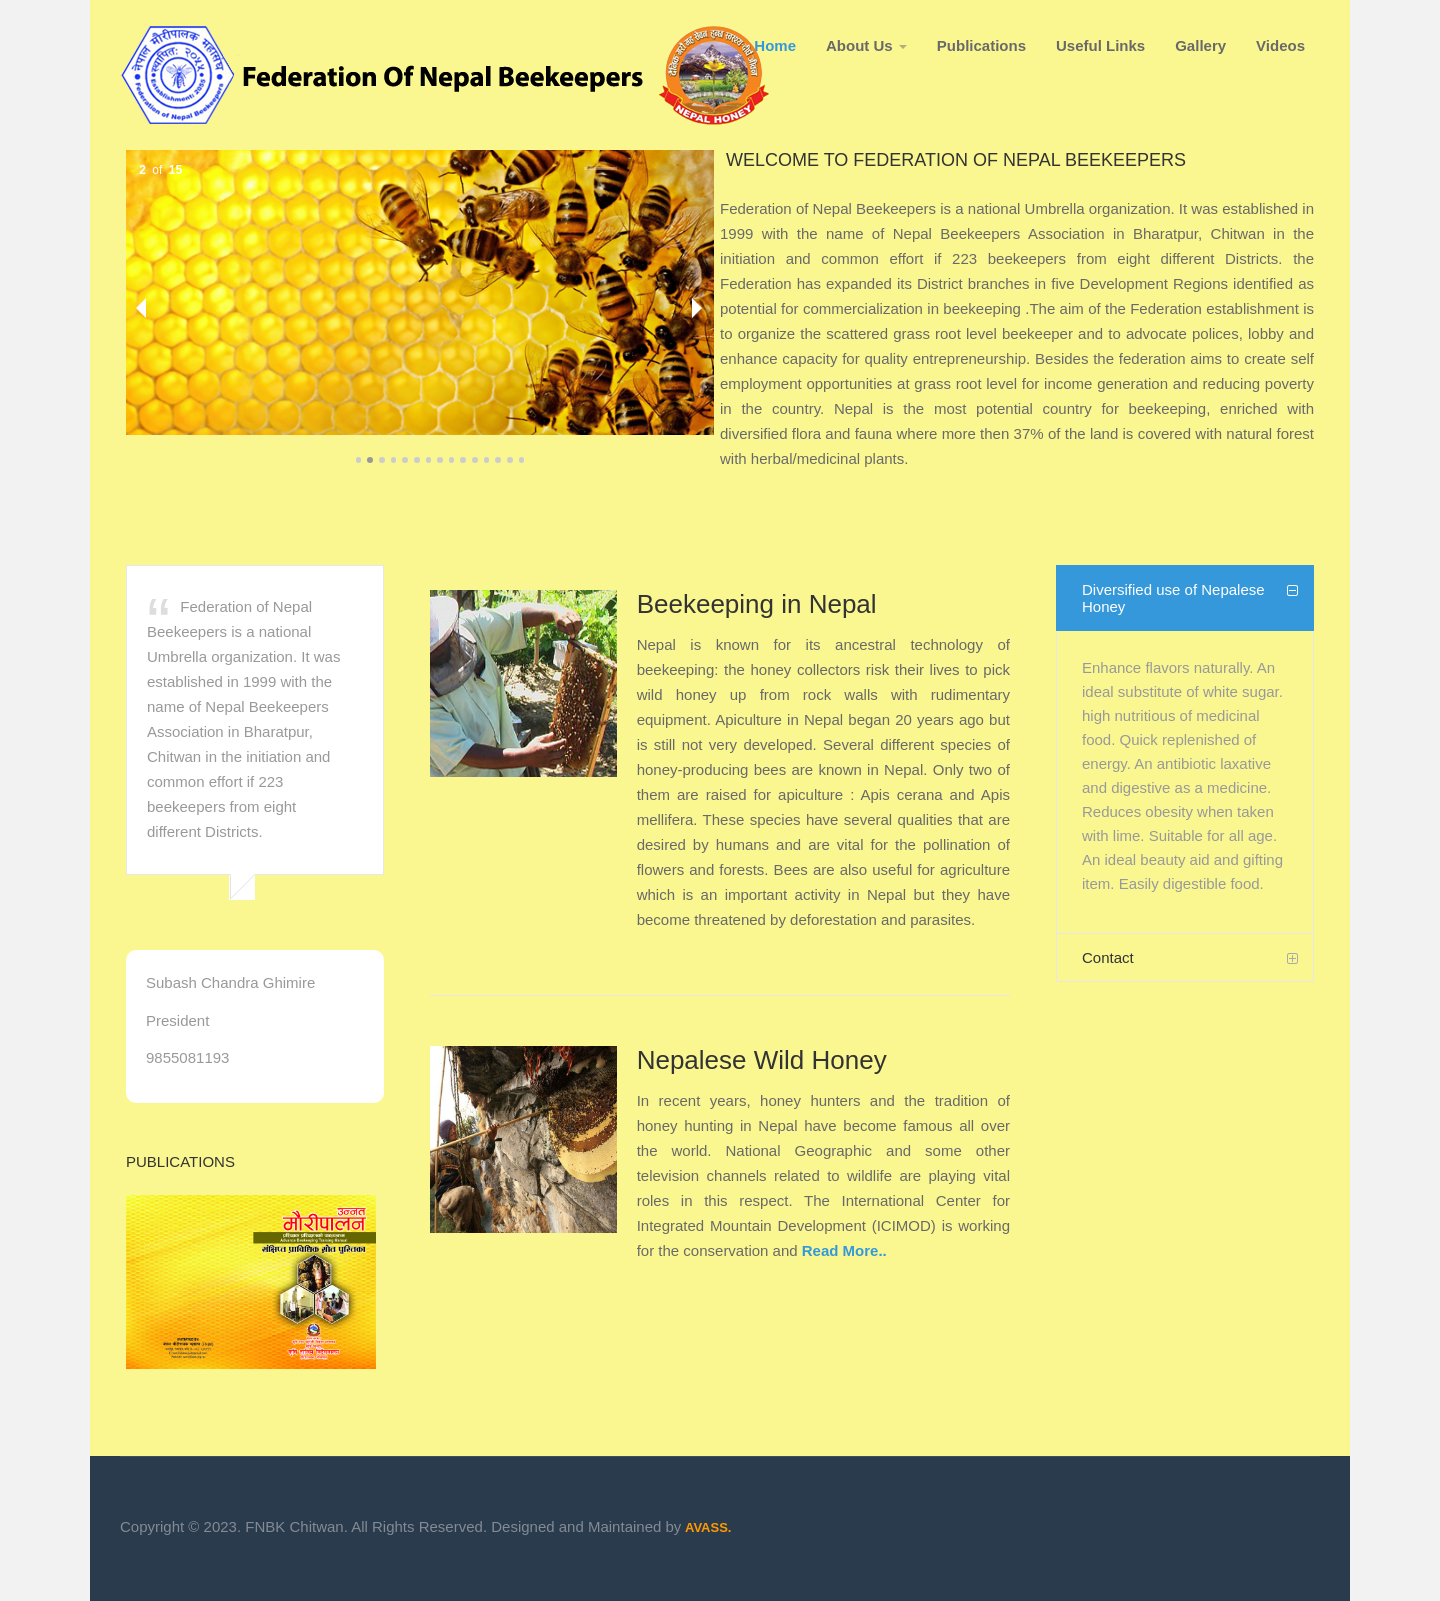 नेपाल मौरीपालक महासंघ
स्थापितः २०५५
Establishment: 2055
Federation of Nepal Beekeepers
Federation Of Nepal Beekeepers
NEPAL HONEY
Home About Us Publications Useful Links Gallery Videos
2 of 15
WELCOME TO FEDERATION OF NEPAL BEEKEEPERS
Federation of Nepal Beekeepers is a national Umbrella organization. It was established in
1999 with the name of Nepal Beekeepers Association in Bharatpur, Chitwan in the
initiation and common effort if 223 beekeepers from eight different Districts. the
Federation has expanded its District branches in five Development Regions identified as
potential for commercialization in beekeeping .The aim of the Federation establishment is
to organize the scattered grass root level beekeeper and to advocate polices, lobby and
enhance capacity for quality entrepreneurship. Besides the federation aims to create self
employment opportunities at grass root level for income generation and reducing poverty
in the country. Nepal is the most potential country for beekeeping, enriched with
diversified flora and fauna where more then 37% of the land is covered with natural forest
with herbal/medicinal plants.
“ Federation of Nepal
Beekeepers is a national
Umbrella organization. It was
established in 1999 with the
name of Nepal Beekeepers
Association in Bharatpur,
Chitwan in the initiation and
common effort if 223
beekeepers from eight
different Districts.
Subash Chandra Ghimire
President
9855081193
PUBLICATIONS
उन्नत
मौरीपालन
Advance Beekeeping Training Manual
संक्षिप्त प्राविधिक स्रोत पुस्तिका
Beekeeping in Nepal
Nepal is known for its ancestral technology of
beekeeping: the honey collectors risk their lives to pick
wild honey up from rock walls with rudimentary
equipment. Apiculture in Nepal began 20 years ago but
is still not very developed. Several different species of
honey-producing bees are known in Nepal. Only two of
them are raised for apiculture : Apis cerana and Apis
mellifera. These species have several qualities that are
desired by humans and are vital for the pollination of
flowers and forests. Bees are also useful for agriculture
which is an important activity in Nepal but they have
become threatened by deforestation and parasites.
Nepalese Wild Honey
In recent years, honey hunters and the tradition of
honey hunting in Nepal have become famous all over
the world. National Geographic and some other
television channels related to wildlife are playing vital
roles in this respect. The International Center for
Integrated Mountain Development (ICIMOD) is working
for the conservation and Read More..
Diversified use of Nepalese
Honey
Enhance flavors naturally. An
ideal substitute of white sugar.
high nutritious of medicinal
food. Quick replenished of
energy. An antibiotic laxative
and digestive as a medicine.
Reduces obesity when taken
with lime. Suitable for all age.
An ideal beauty aid and gifting
item. Easily digestible food.
Contact
Copyright © 2023. FNBK Chitwan. All Rights Reserved. Designed and Maintained by AVASS.